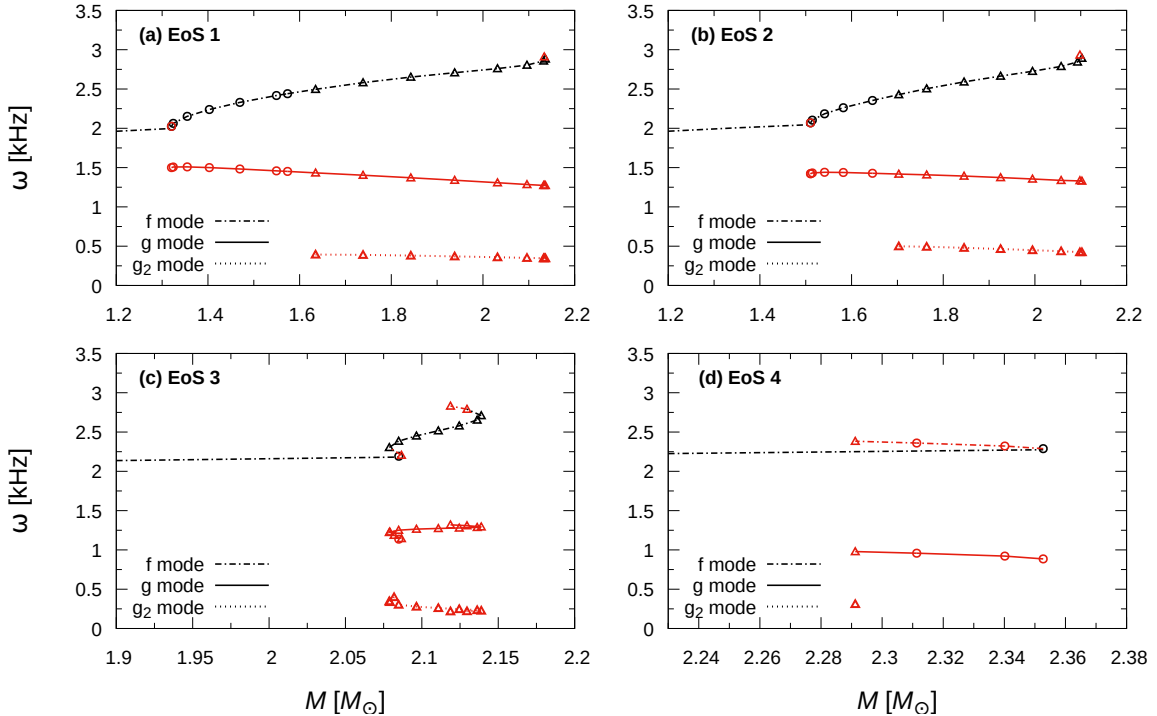 (a) EoS 1
(b) EoS 2
3.5
3
2.5
2
1.5
1
0.5
0
ω [kHz]
f mode
g mode
g2 mode
1.2
1.4
1.6
1.8
2
2.2
3.5
3
2.5
2
1.5
1
0.5
0
f mode
g mode
g2 mode
1.2
1.4
1.6
1.8
2
2.2
(c) EoS 3
(d) EoS 4
3.5
3
2.5
2
1.5
1
0.5
0
ω [kHz]
f mode
g mode
g2 mode
1.9
1.95
2
2.05
2.1
2.15
2.2
M [M⊙]
3.5
3
2.5
2
1.5
1
0.5
0
f mode
g mode
g2 mode
2.24
2.26
2.28
2.3
2.32
2.34
2.36
2.38
M [M⊙]